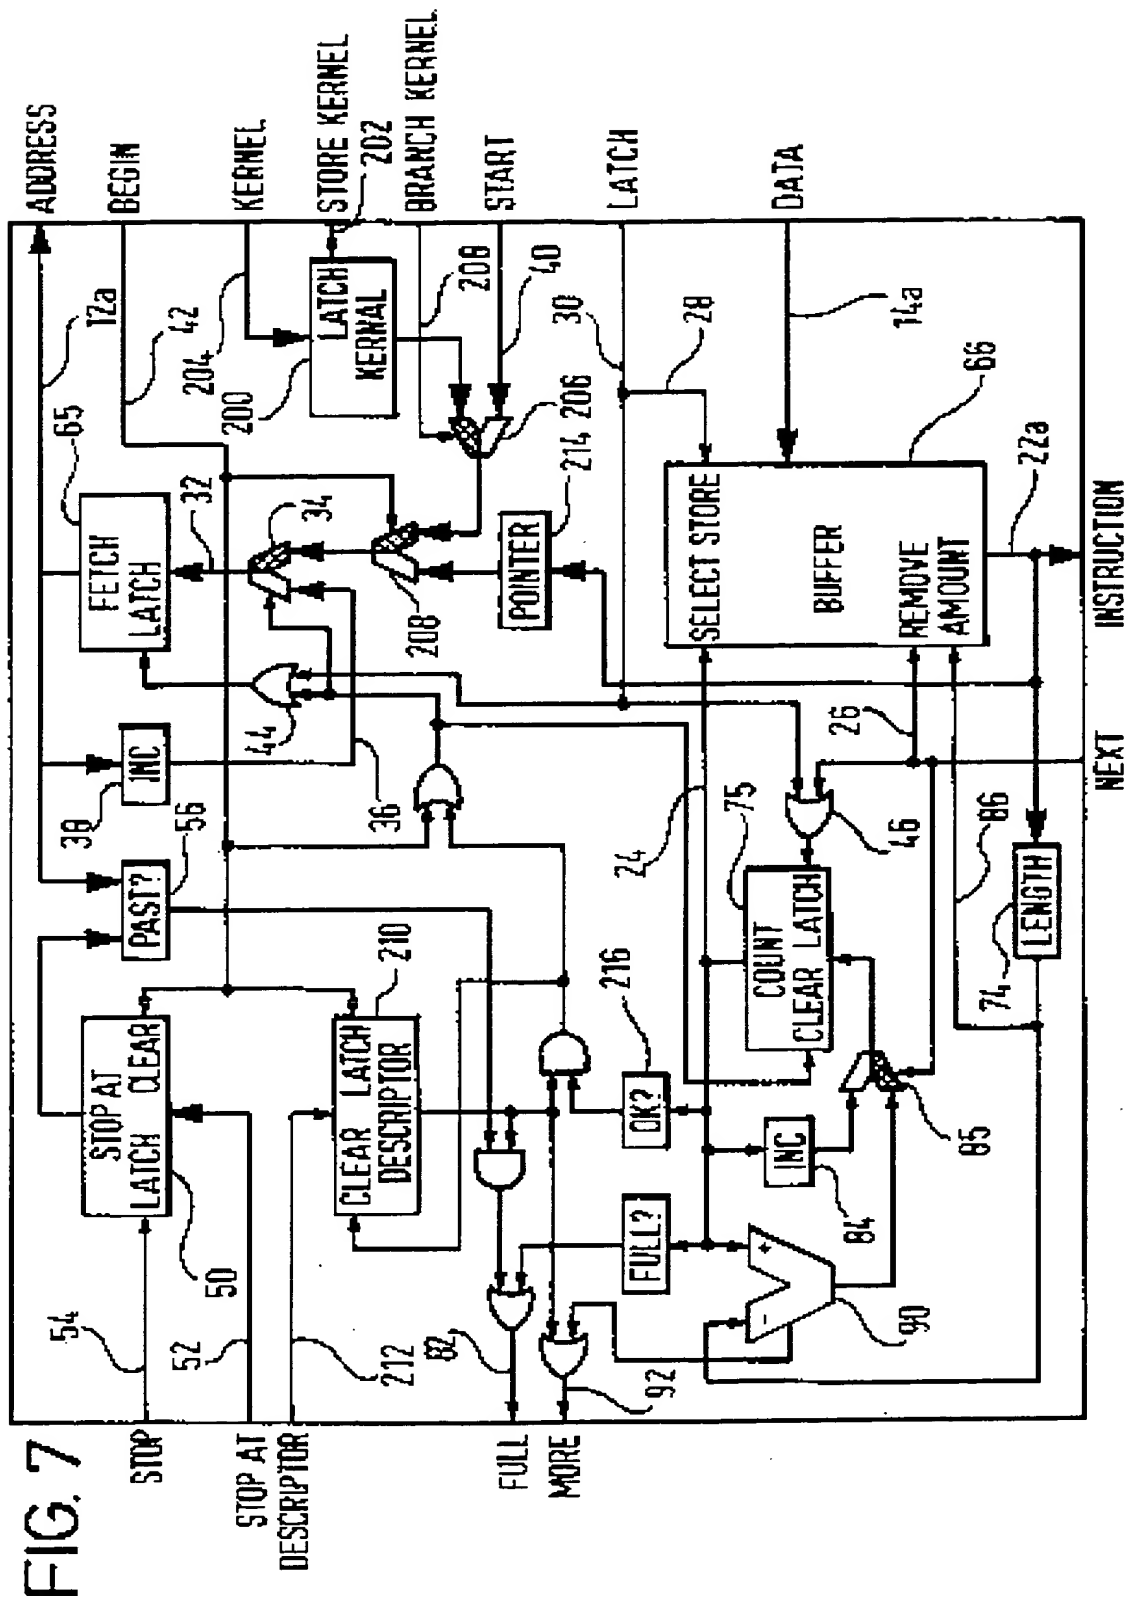 FIG. 7
STOP
STOP AT
DESCRIPTOR
FULL
MORE
54
52
212
82
92
50
STOP AT
LATCH CLEAR
CLEAR LATCH
DESCRIPTOR
210
PAST?
56
INC
38
36
44
FETCH
LATCH
65
32
34
208
POINTER
214
206
LATCH
KERNAL
200
204
202
208
40
42
12a
ADDRESS
BEGIN
KERNEL
STORE KERNEL
BRANCH KERNEL
START
LATCH
DATA
30
28
14a
66
22a
SELECT STORE
BUFFER
REMOVE
AMOUNT
INSTRUCTION
NEXT
26
24
46
75
COUNT
CLEAR LATCH
86
74
LENGTH
OK?
216
FULL?
INC
84
85
+
-
90